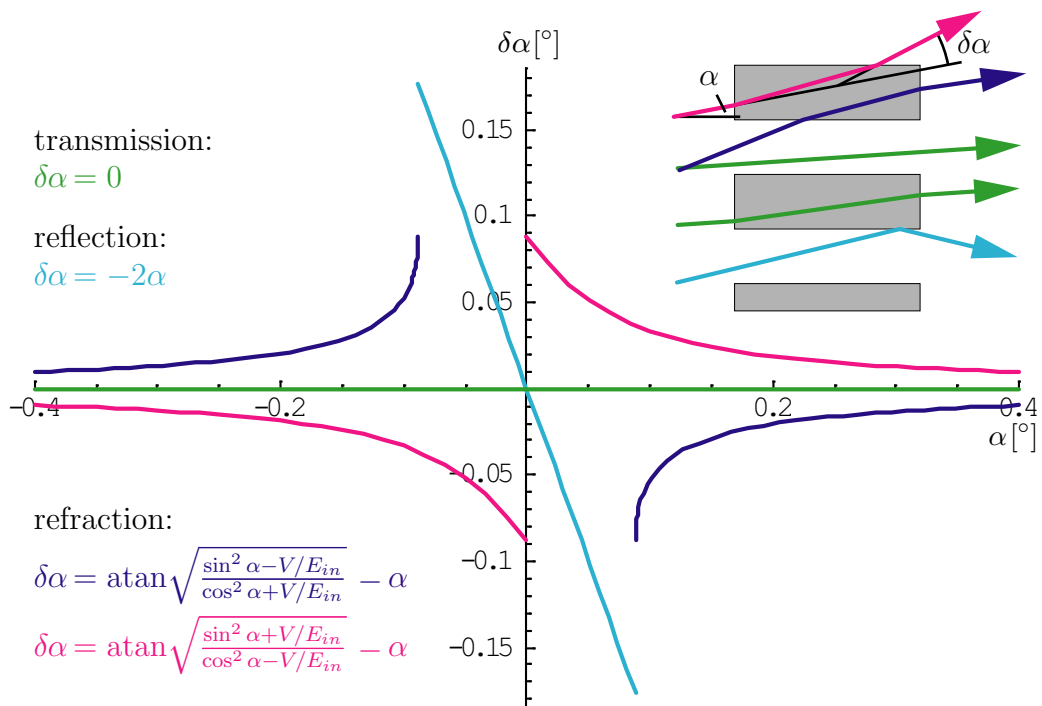 δα[°]
δα
α
0.15
transmission:
δα = 0
0.1
reflection:
δα = −2α
0.05
−0.4
−0.2
0.2
0.4
α[°]
−0.05
refraction:
−0.1
δα = atan√((sin² α−V/E_in)/(cos² α+V/E_in)) − α
δα = atan√((sin² α+V/E_in)/(cos² α−V/E_in)) − α
−0.15